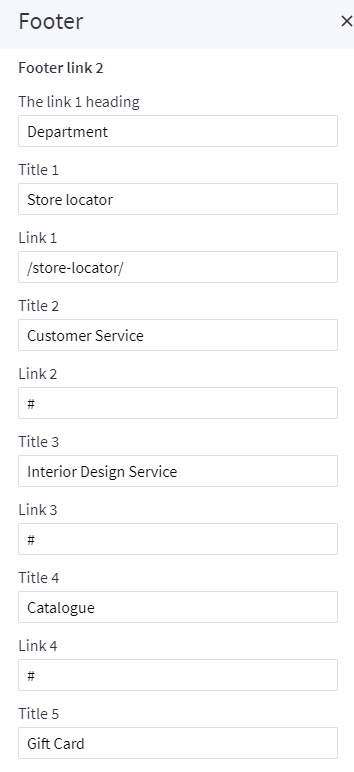 Footer
Footer link 2
The link 1 heading
Department
Title 1
Store locator
Link 1
/store-locator/
Title 2
Customer Service
Link 2
#
Title 3
Interior Design Service
Link 3
#
Title 4
Catalogue
Link 4
#
Title 5
Gift Card